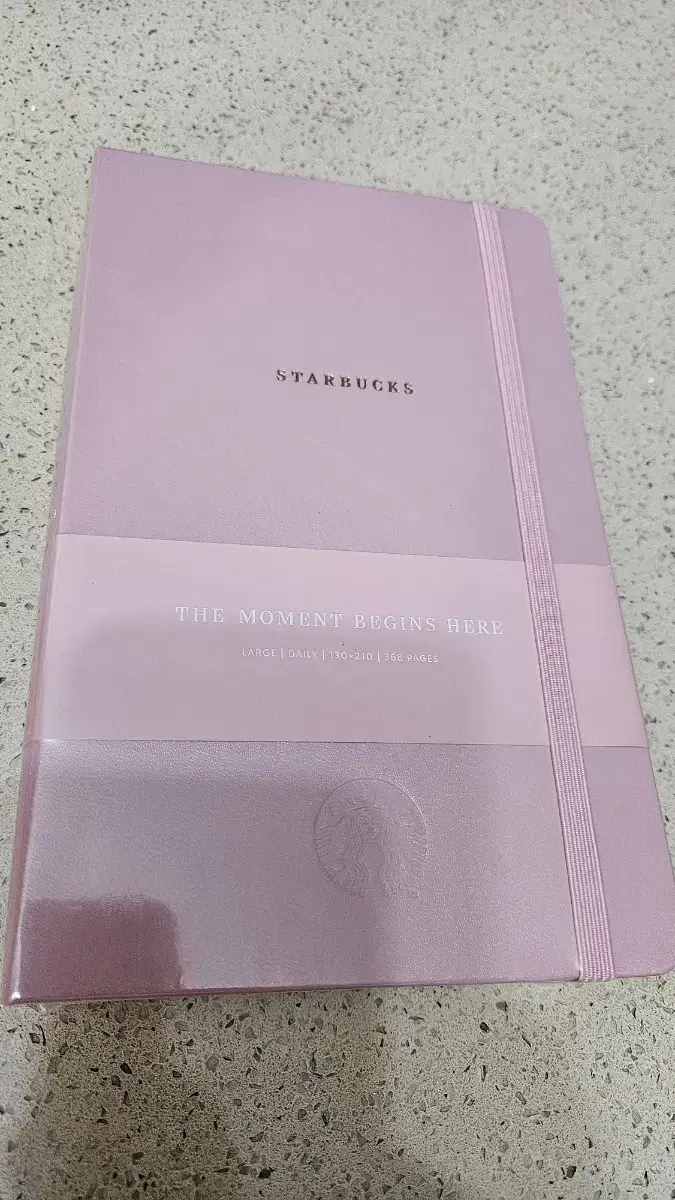 STARBUCKS
THE MOMENT BEGINS HERE
LARGE | DAILY | 130×210 | 368 PAGES